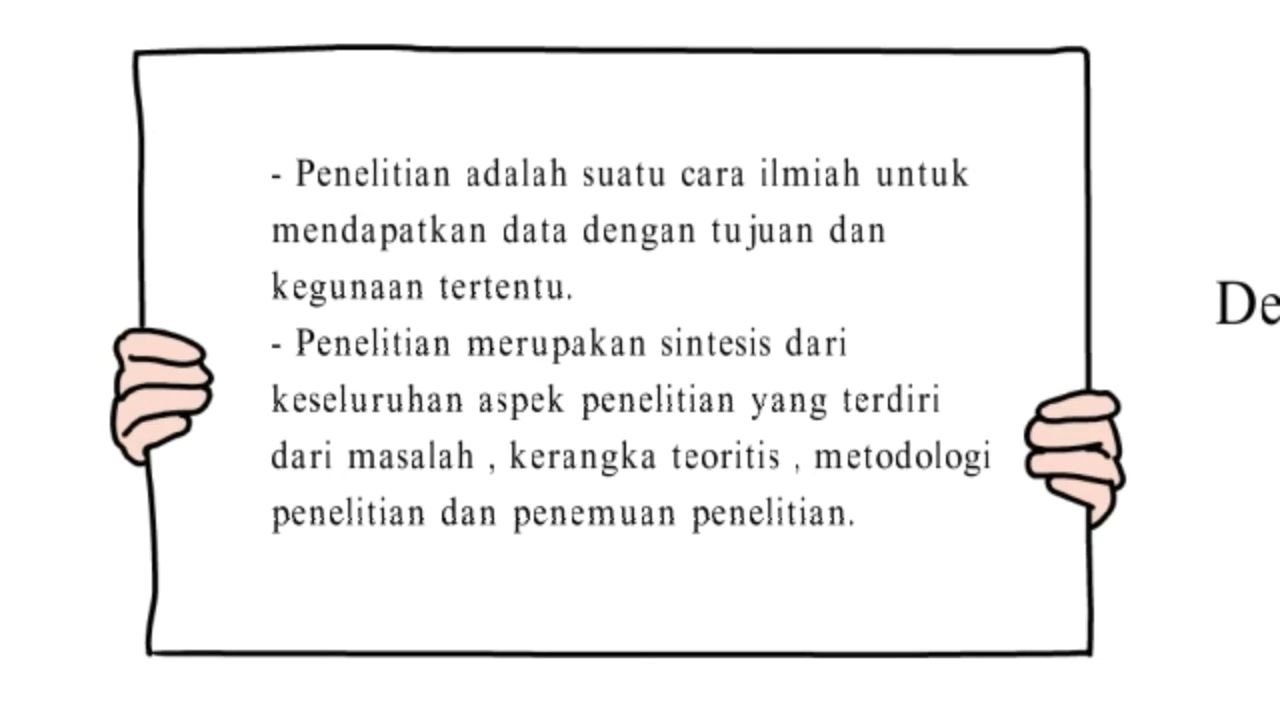 - Penelitian adalah suatu cara ilmiah untuk
mendapatkan data dengan tujuan dan
kegunaan tertentu.
- Penelitian merupakan sintesis dari
keseluruhan aspek penelitian yang terdiri
dari masalah , kerangka teoritis , metodologi
penelitian dan penemuan penelitian.
De